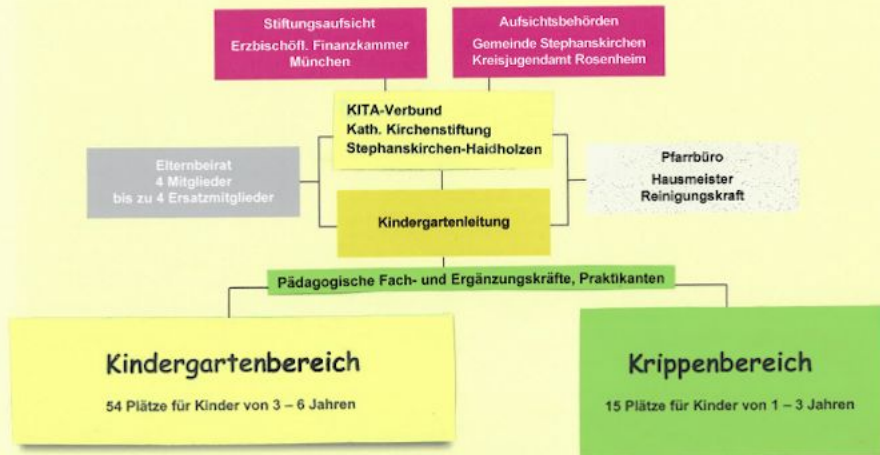 Stiftungsaufsicht
Erzbischöfl. Finanzkammer
München
Aufsichtsbehörden
Gemeinde Stephanskirchen
Kreisjugendamt Rosenheim
KITA-Verbund
Kath. Kirchenstiftung
Stephanskirchen-Haidholzen
Elternbeirat
4 Mitglieder
bis zu 4 Ersatzmitglieder
Pfarrbüro
Hausmeister
Reinigungskraft
Kindergartenleitung
Pädagogische Fach- und Ergänzungskräfte, Praktikanten
Kindergartenbereich
54 Plätze für Kinder von 3 – 6 Jahren
Krippenbereich
15 Plätze für Kinder von 1 – 3 Jahren